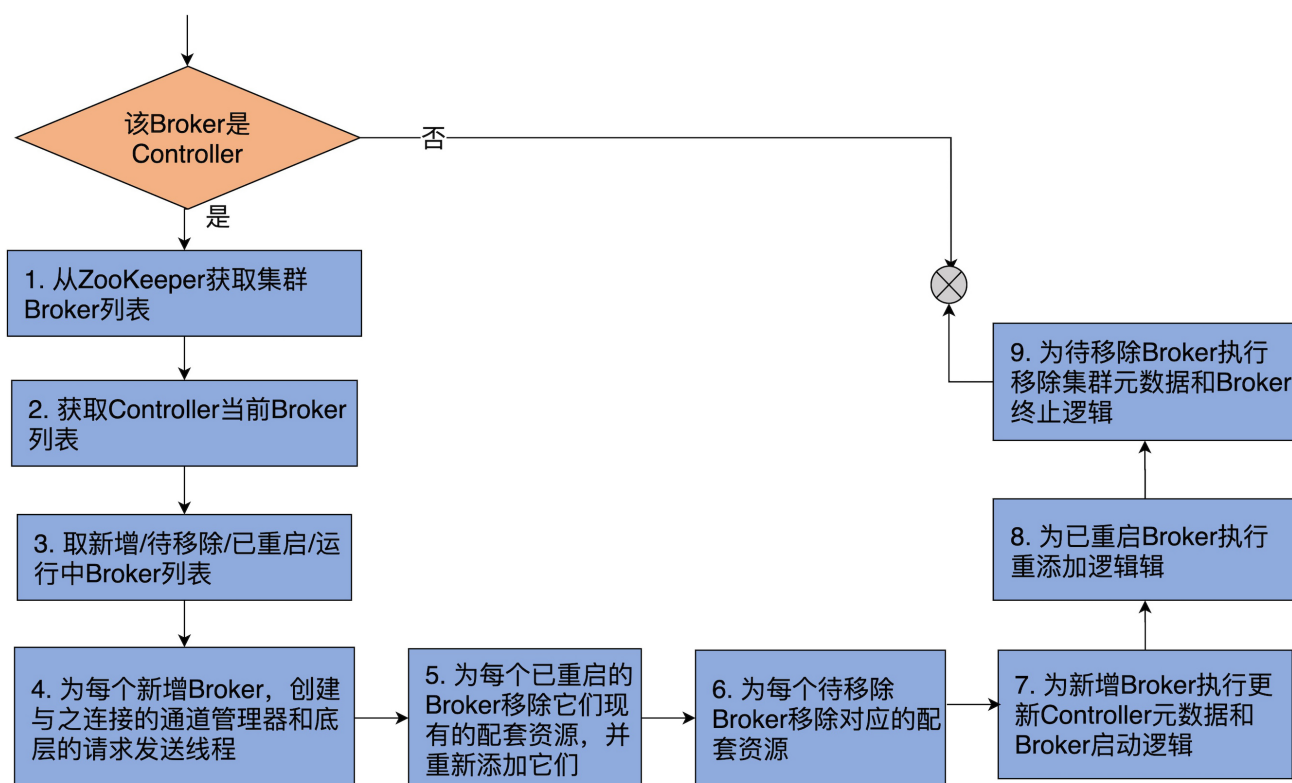 该Broker是
Controller
否
是
1. 从ZooKeeper获取集群
Broker列表
2. 获取Controller当前Broker
列表
3. 取新增/待移除/已重启/运
行中Broker列表
4. 为每个新增Broker，创建
与之连接的通道管理器和底
层的请求发送线程
5. 为每个已重启的
Broker移除它们现
有的配套资源，并
重新添加它们
6. 为每个待移除
Broker移除对应的配
套资源
7. 为新增Broker执行更
新Controller元数据和
Broker启动逻辑
8. 为已重启Broker执行
重添加逻辑辑
9. 为待移除Broker执行
移除集群元数据和Broker
终止逻辑